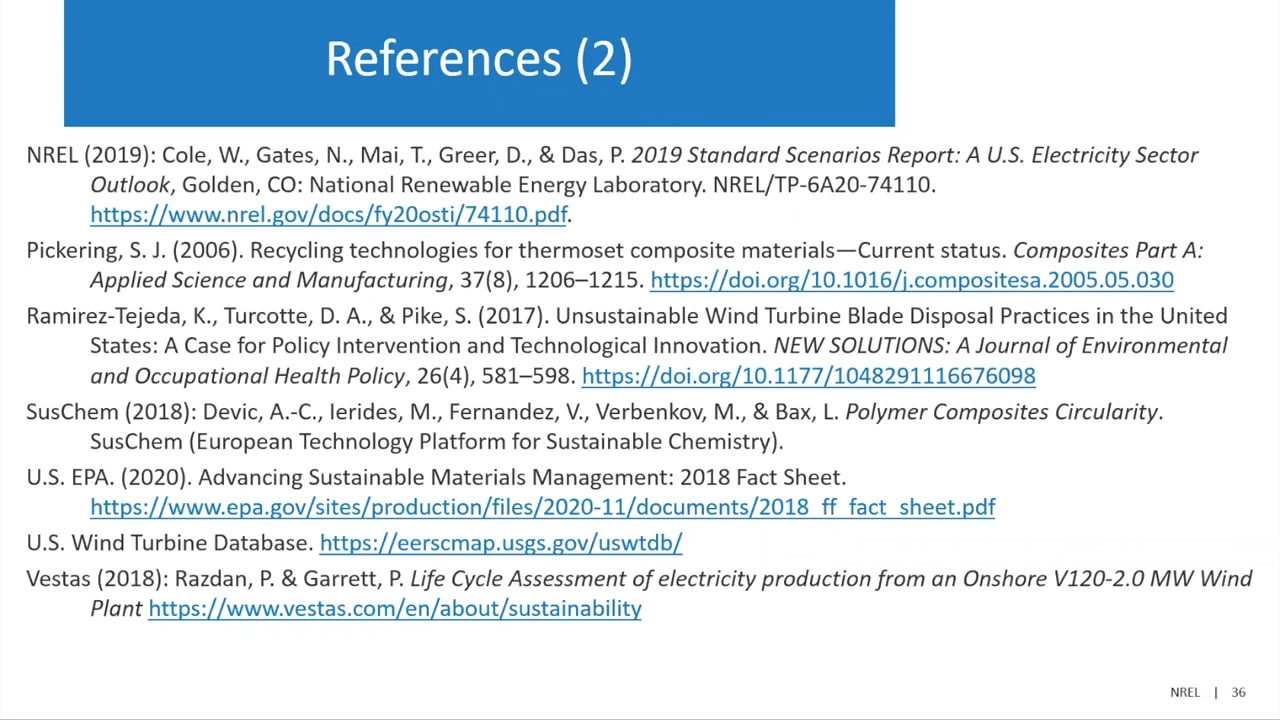 References (2)
NREL (2019): Cole, W., Gates, N., Mai, T., Greer, D., & Das, P. 2019 Standard Scenarios Report: A U.S. Electricity Sector
Outlook, Golden, CO: National Renewable Energy Laboratory. NREL/TP-6A20-74110.
https://www.nrel.gov/docs/fy20osti/74110.pdf.
Pickering, S. J. (2006). Recycling technologies for thermoset composite materials—Current status. Composites Part A:
Applied Science and Manufacturing, 37(8), 1206–1215. https://doi.org/10.1016/j.compositesa.2005.05.030
Ramirez-Tejeda, K., Turcotte, D. A., & Pike, S. (2017). Unsustainable Wind Turbine Blade Disposal Practices in the United
States: A Case for Policy Intervention and Technological Innovation. NEW SOLUTIONS: A Journal of Environmental
and Occupational Health Policy, 26(4), 581–598. https://doi.org/10.1177/1048291116676098
SusChem (2018): Devic, A.-C., Ierides, M., Fernandez, V., Verbenkov, M., & Bax, L. Polymer Composites Circularity.
SusChem (European Technology Platform for Sustainable Chemistry).
U.S. EPA. (2020). Advancing Sustainable Materials Management: 2018 Fact Sheet.
https://www.epa.gov/sites/production/files/2020-11/documents/2018_ff_fact_sheet.pdf
U.S. Wind Turbine Database. https://eerscmap.usgs.gov/uswtdb/
Vestas (2018): Razdan, P. & Garrett, P. Life Cycle Assessment of electricity production from an Onshore V120-2.0 MW Wind
Plant https://www.vestas.com/en/about/sustainability
NREL | 36